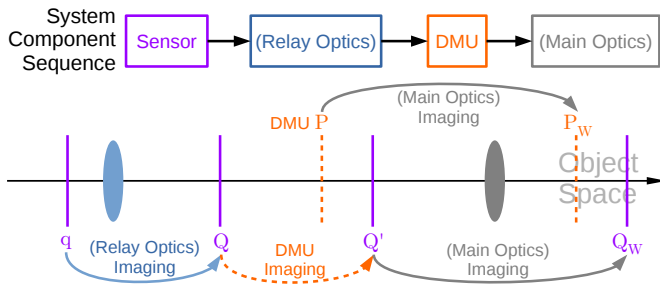 System
Component
Sequence
Sensor
(Relay Optics)
DMU
(Main Optics)
(Main Optics)
Imaging
DMU P
P_W
Object
Space
q
Q
Q'
Q_W
(Relay Optics)
Imaging
DMU
Imaging
(Main Optics)
Imaging